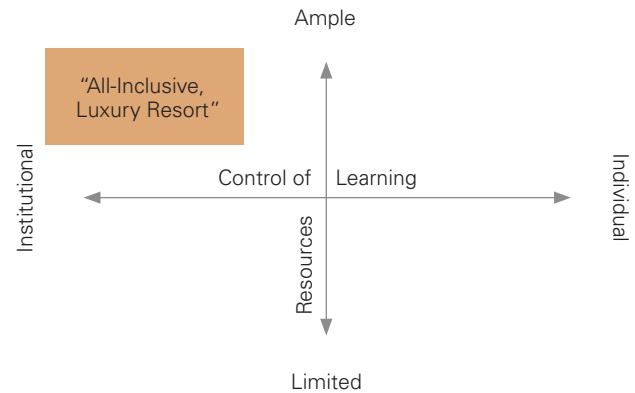 Ample
“All-Inclusive,
Luxury Resort”
Institutional
Control of Learning
Individual
Resources
Limited